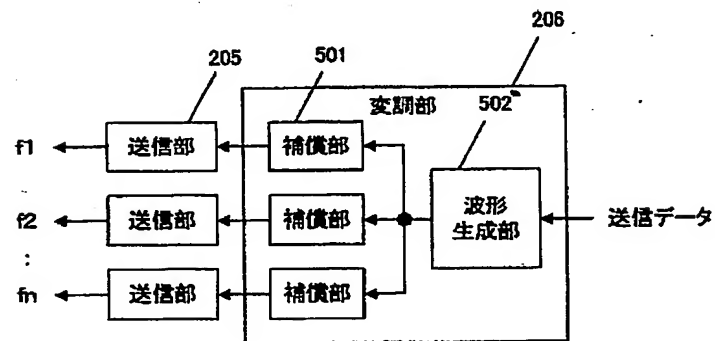 206
205
501
変調部
502
f1
送信部
補償部
f2
送信部
補償部
波形
生成部
送信データ
:
fn
送信部
補償部